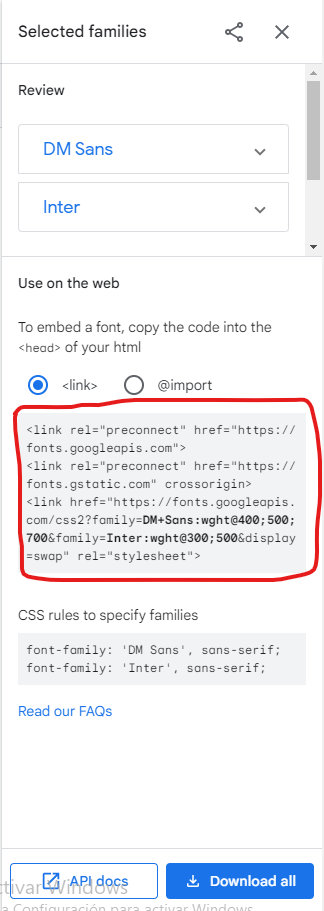 Selected families
Review
DM Sans
Inter
Use on the web
To embed a font, copy the code into the
<head> of your html
<link> @import
<link rel="preconnect" href="https://
fonts.googleapis.com">
<link rel="preconnect" href="https://
fonts.gstatic.com" crossorigin>
<link href="https://fonts.googleapis.
com/css2?family=DM+Sans:wght@400;500;
700&family=Inter:wght@300;500&display
=swap" rel="stylesheet">
CSS rules to specify families
font-family: 'DM Sans', sans-serif;
font-family: 'Inter', sans-serif;
Read our FAQs
ctivar Windows
API docs Download all
a Configuración para activar Windows